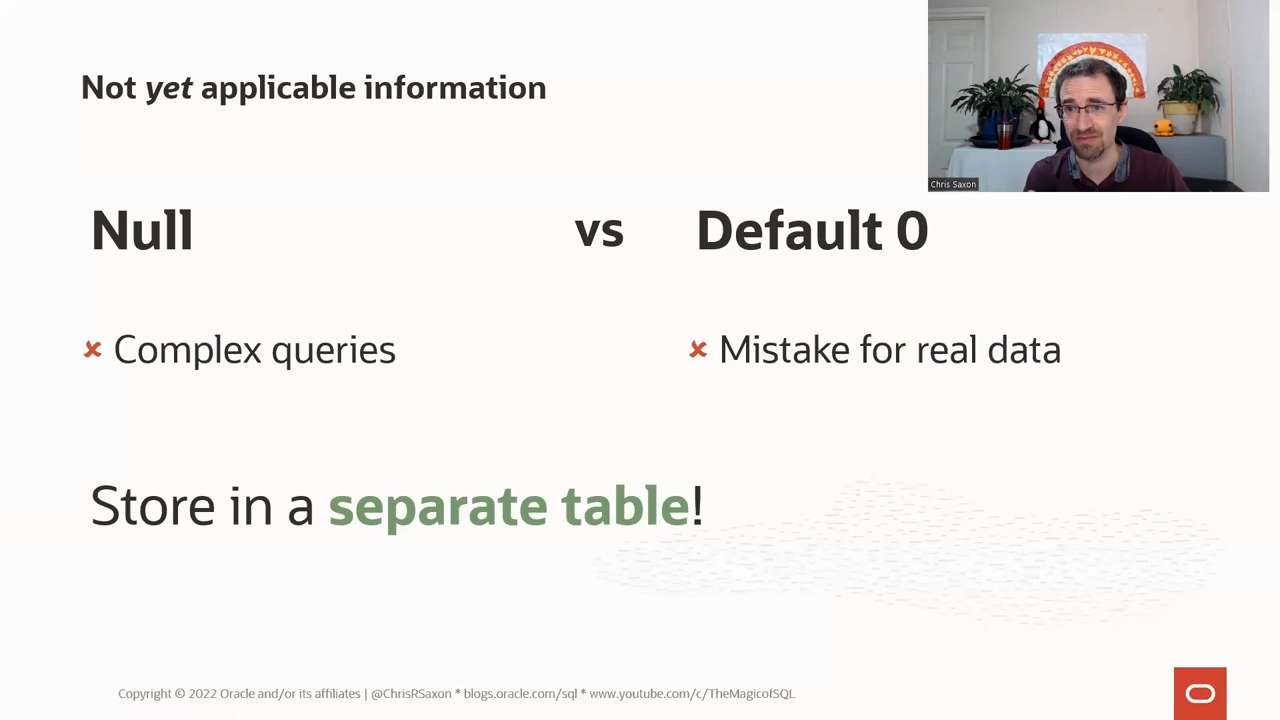 Not yet applicable information
Chris Saxon
Null vs Default 0
× Complex queries
× Mistake for real data
Store in a separate table!
Copyright © 2022 Oracle and/or its affiliates | @ChrisRSaxon * blogs.oracle.com/sql * www.youtube.com/c/TheMagicofSQL